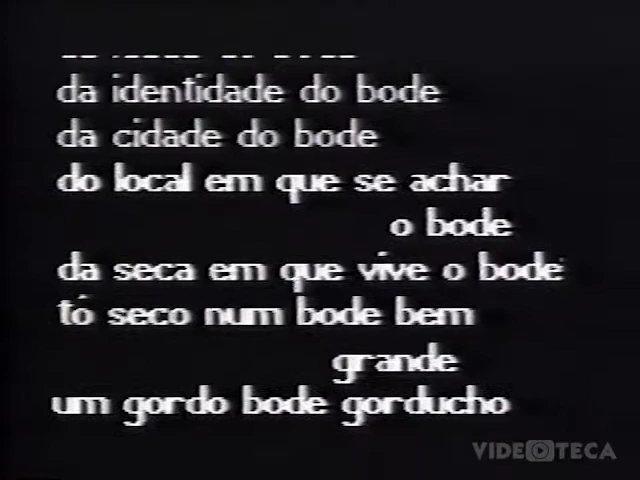 da identidade do bode
da cidade do bode
do local em que se achar
o bode
da seca em que vive o bode
tô seco num bode bem
grande
um gordo bode gorducho
VIDEOTECA